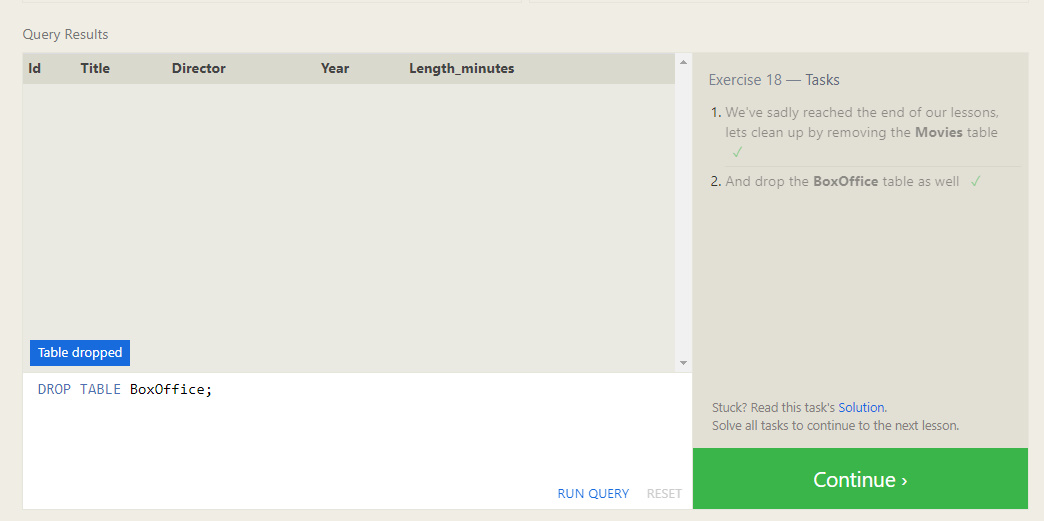 Query Results
Id Title Director Year Length_minutes
Table dropped
DROP TABLE BoxOffice;
RUN QUERY RESET
Exercise 18 — Tasks
1. We've sadly reached the end of our lessons,
lets clean up by removing the Movies table
✓
2. And drop the BoxOffice table as well ✓
Stuck? Read this task's Solution.
Solve all tasks to continue to the next lesson.
Continue ›